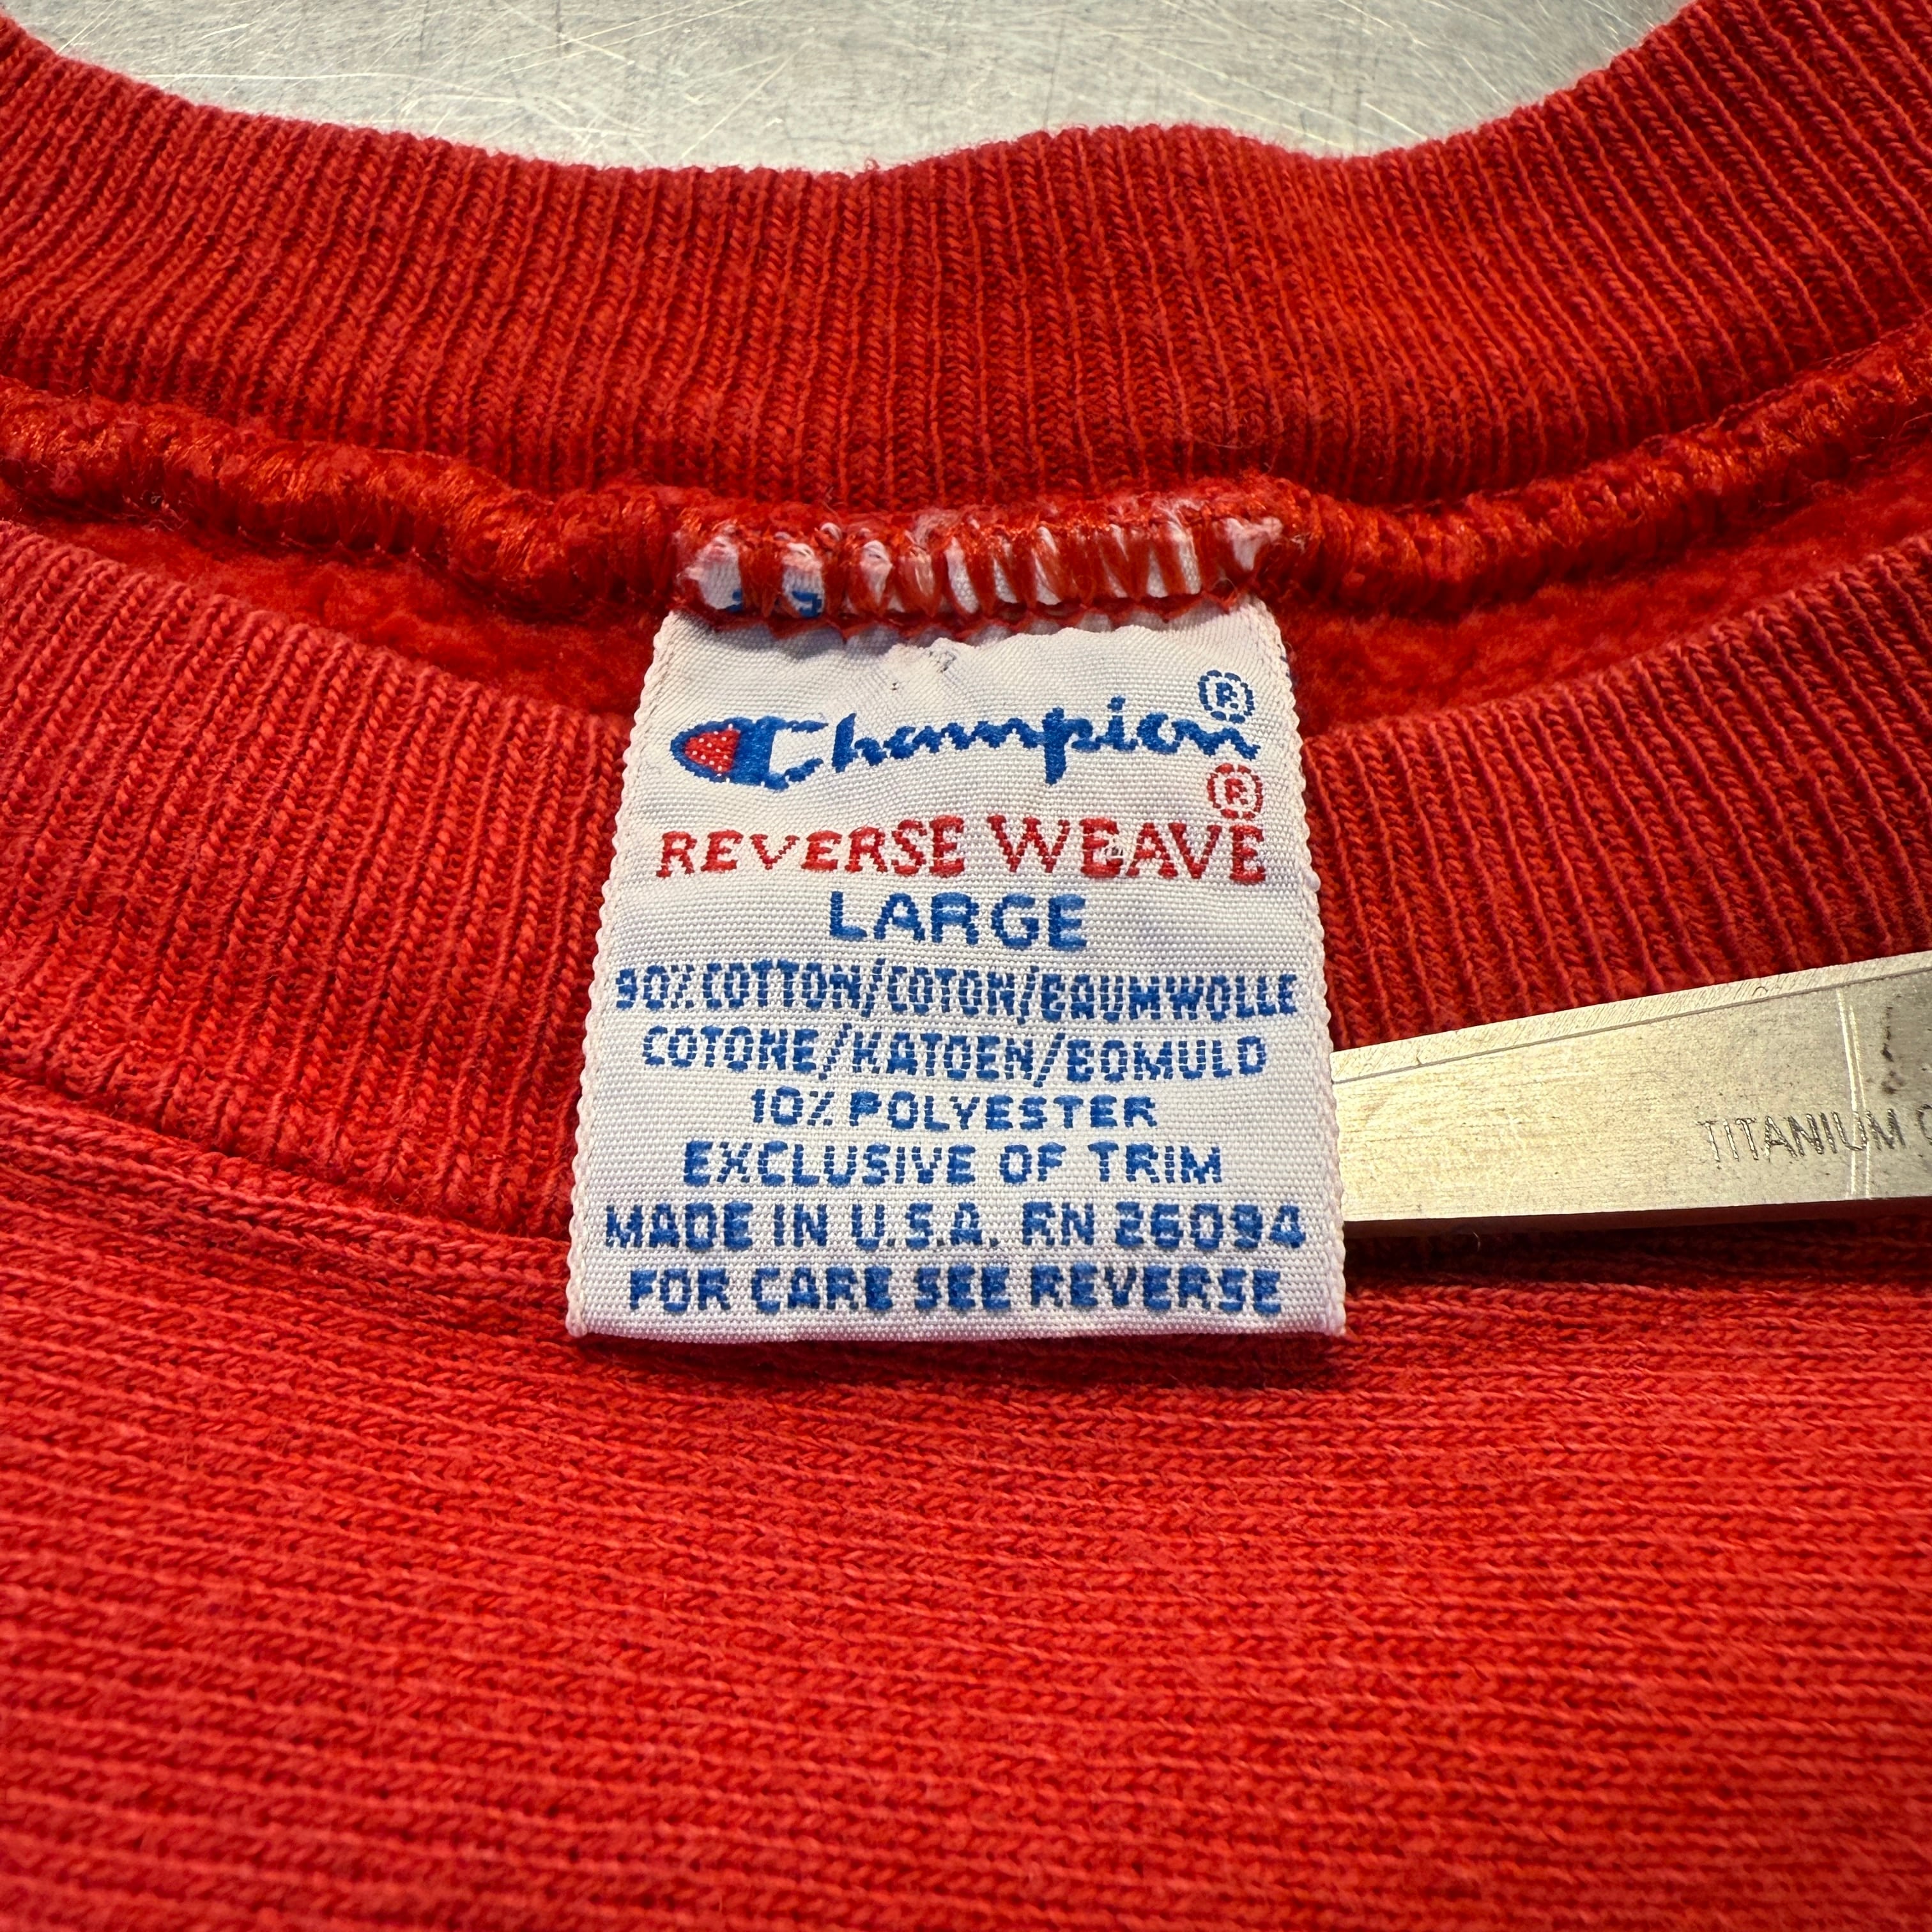 Champion®
REVERSE WEAVE®
LARGE
90% COTTON/COTON/BAUMWOLLE
COTONE/KATOEN/BOMULD
10% POLYESTER
EXCLUSIVE OF TRIM
MADE IN U.S.A. RN 26094
FOR CARE SEE REVERSE
TITANIUM